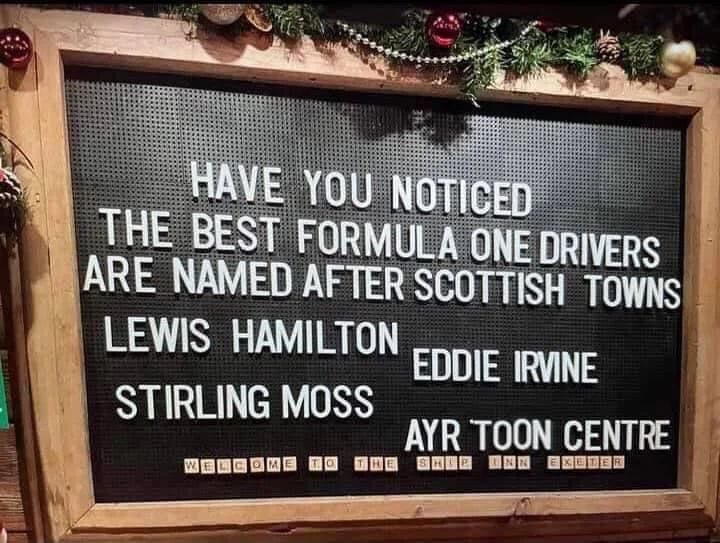 HAVE YOU NOTICED
THE BEST FORMULA ONE DRIVERS
ARE NAMED AFTER SCOTTISH TOWNS
LEWIS HAMILTON
EDDIE IRVINE
STIRLING MOSS
AYR TOON CENTRE
WELCOME TO THE SHIP INN EXETER